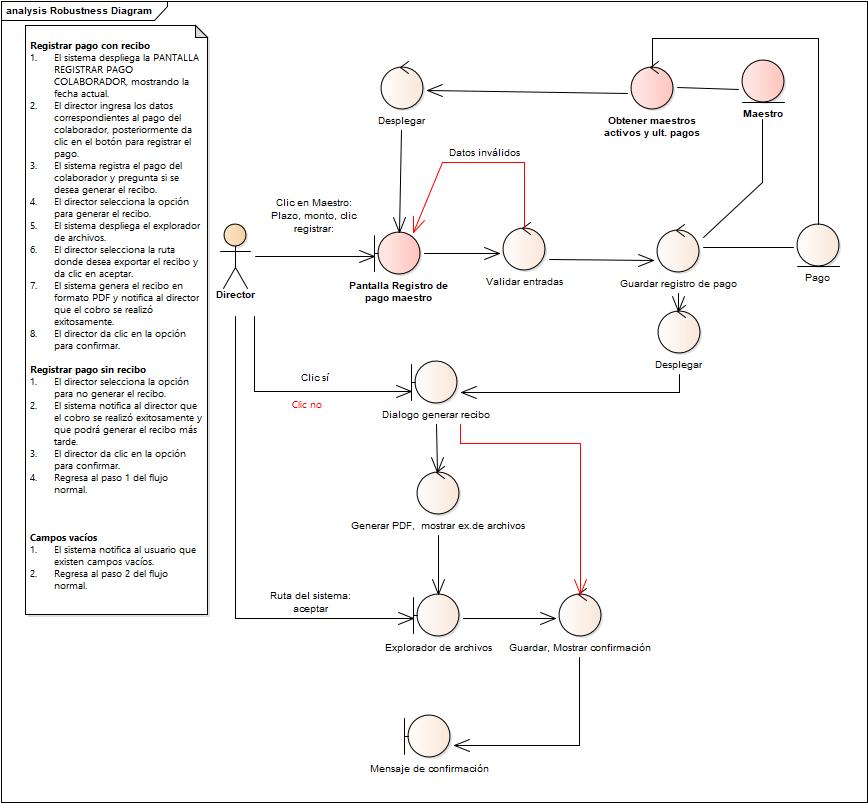 analysis Robustness Diagram
Registrar pago con recibo
1. El sistema despliega la PANTALLA
REGISTRAR PAGO
COLABORADOR, mostrando la
fecha actual.
2. El director ingresa los datos
correspondientes al pago del
colaborador, posteriormente da
clic en el botón para registrar el
pago.
3. El sistema registra el pago del
colaborador y pregunta si se
desea generar el recibo.
4. El director selecciona la opción
para generar el recibo.
5. El sistema despliega el explorador
de archivos.
6. El director selecciona la ruta
donde desea exportar el recibo y
da clic en aceptar.
7. El sistema genera el recibo en
formato PDF y notifica al director
que el cobro se realizó
exitosamente.
8. El director da clic en la opción
para confirmar.
Registrar pago sin recibo
1. El director selecciona la opción
para no generar el recibo.
2. El sistema notifica al director que
el cobro se realizó exitosamente y
que podrá generar el recibo más
tarde.
3. El director da clic en la opción
para confirmar.
4. Regresa al paso 1 del flujo
normal.
Campos vacíos
1. El sistema notifica al usuario que
existen campos vacíos.
2. Regresa al paso 2 del flujo
normal.
Desplegar
Obtener maestros
activos y ult. pagos
Maestro
Datos inválidos
Clic en Maestro:
Plazo, monto, clic
registrar:
Director
Pantalla Registro de
pago maestro
Validar entradas
Guardar registro de pago
Pago
Desplegar
Clic sí
Clic no
Dialogo generar recibo
Generar PDF, mostrar ex.de archivos
Ruta del sistema:
aceptar
Explorador de archivos
Guardar, Mostrar confirmación
Mensaje de confirmación